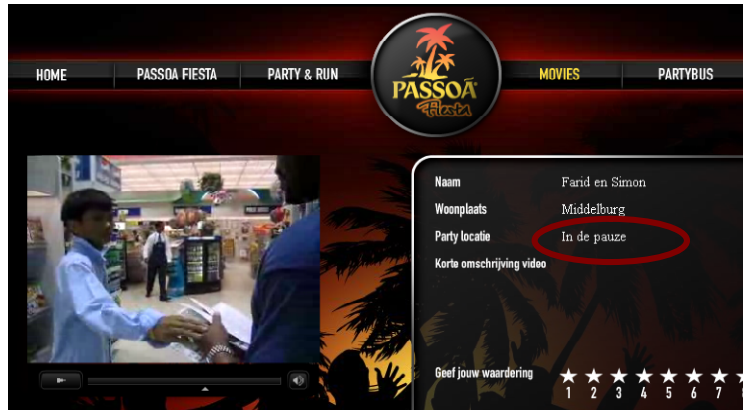 HOME PASSOA FIESTA PARTY & RUN MOVIES PARTYBUS
PASSOÃ
Fiesta
Naam Farid en Simon
Woonplaats Middelburg
Party locatie In de pauze
Korte omschrijving video
Geef jouw waardering
1 2 3 4 5 6 7